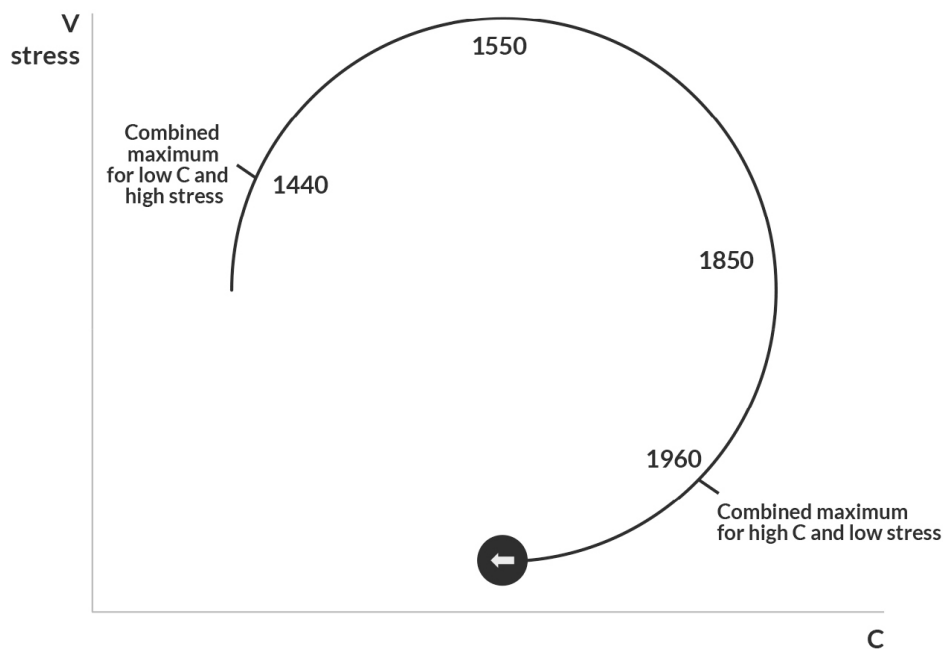 V
stress
1550
Combined
maximum
for low C and
high stress
1440
1850
1960
Combined maximum
for high C and low stress
C